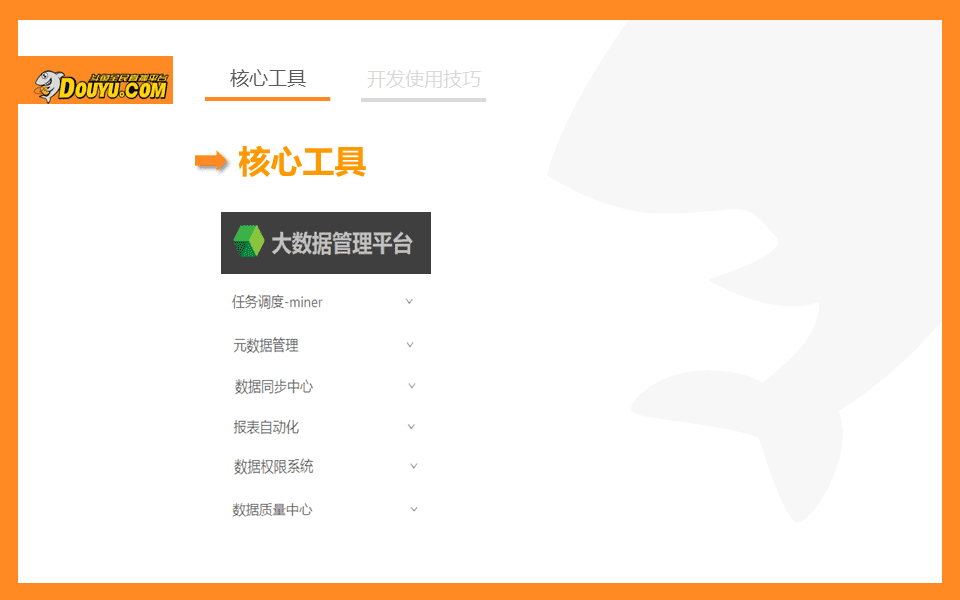 斗鱼全民直播平台
DOUYU.COM
核心工具
开发使用技巧
核心工具
大数据管理平台
任务调度-miner
元数据管理
数据同步中心
报表自动化
数据权限系统
数据质量中心